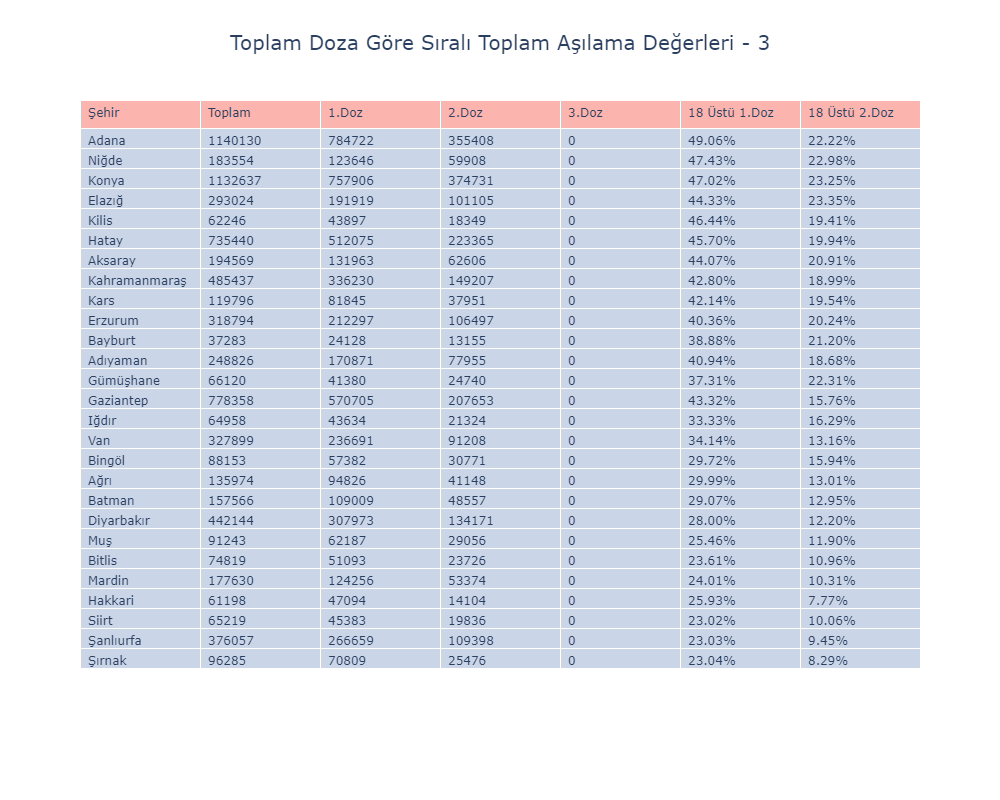 Toplam Doza Göre Sıralı Toplam Aşılama Değerleri - 3
Şehir Toplam 1.Doz 2.Doz 3.Doz 18 Üstü 1.Doz 18 Üstü 2.Doz
Adana 1140130 784722 355408 0 49.06% 22.22%
Niğde 183554 123646 59908 0 47.43% 22.98%
Konya 1132637 757906 374731 0 47.02% 23.25%
Elazığ 293024 191919 101105 0 44.33% 23.35%
Kilis 62246 43897 18349 0 46.44% 19.41%
Hatay 735440 512075 223365 0 45.70% 19.94%
Aksaray 194569 131963 62606 0 44.07% 20.91%
Kahramanmaraş 485437 336230 149207 0 42.80% 18.99%
Kars 119796 81845 37951 0 42.14% 19.54%
Erzurum 318794 212297 106497 0 40.36% 20.24%
Bayburt 37283 24128 13155 0 38.88% 21.20%
Adıyaman 248826 170871 77955 0 40.94% 18.68%
Gümüşhane 66120 41380 24740 0 37.31% 22.31%
Gaziantep 778358 570705 207653 0 43.32% 15.76%
Iğdır 64958 43634 21324 0 33.33% 16.29%
Van 327899 236691 91208 0 34.14% 13.16%
Bingöl 88153 57382 30771 0 29.72% 15.94%
Ağrı 135974 94826 41148 0 29.99% 13.01%
Batman 157566 109009 48557 0 29.07% 12.95%
Diyarbakır 442144 307973 134171 0 28.00% 12.20%
Muş 91243 62187 29056 0 25.46% 11.90%
Bitlis 74819 51093 23726 0 23.61% 10.96%
Mardin 177630 124256 53374 0 24.01% 10.31%
Hakkari 61198 47094 14104 0 25.93% 7.77%
Siirt 65219 45383 19836 0 23.02% 10.06%
Şanlıurfa 376057 266659 109398 0 23.03% 9.45%
Şırnak 96285 70809 25476 0 23.04% 8.29%